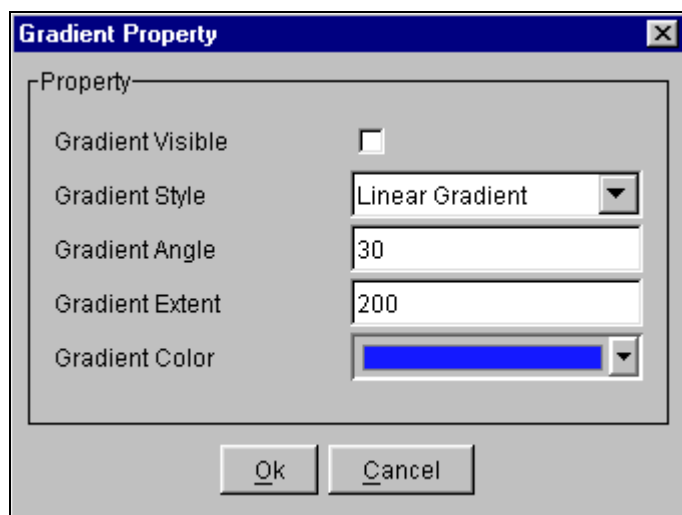 Gradient Property
Property
Gradient Visible
Gradient Style Linear Gradient
Gradient Angle 30
Gradient Extent 200
Gradient Color
Ok Cancel